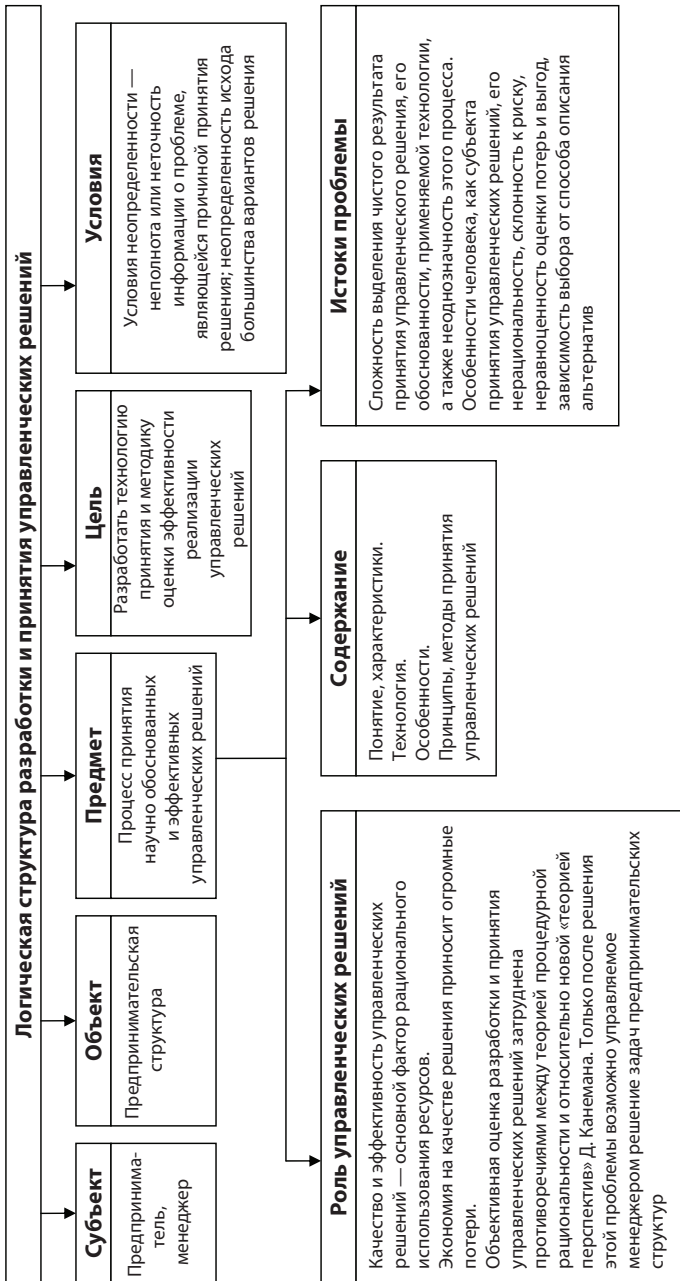 Логическая структура разработки и принятия управленческих решений
Субъект
Предпринима-
тель,
менеджер
Объект
Предпринимательская
структура
Предмет
Процесс принятия
научно обоснованных
и эффективных
управленческих решений
Цель
Разработать технологию
принятия и методику
оценки эффективности
реализации
управленческих
решений
Условия
Условия неопределенности —
неполнота или неточность
информации о проблеме,
являющейся причиной принятия
решения; неопределенность исхода
большинства вариантов решения
Роль управленческих решений
Качество и эффективность управленческих
решений — основной фактор рационального
использования ресурсов.
Экономия на качестве решения приносит огромные
потери.
Объективная оценка разработки и принятия
управленческих решений затруднена
противоречиями между теорией процедурной
рациональности и относительно новой «теорией
перспектив» Д. Канемана. Только после решения
этой проблемы возможно управляемое
менеджером решение задач предпринимательских
структур
Содержание
Понятие, характеристики.
Технология.
Особенности.
Принципы, методы принятия
управленческих решений
Истоки проблемы
Сложность выделения чистого результата
принятия управленческого решения, его
обоснованности, применяемой технологии,
а также неоднозначность этого процесса.
Особенности человека, как субъекта
принятия управленческих решений, его
нерациональность, склонность к риску,
неравноценность оценки потерь и выгод,
зависимость выбора от способа описания
альтернатив